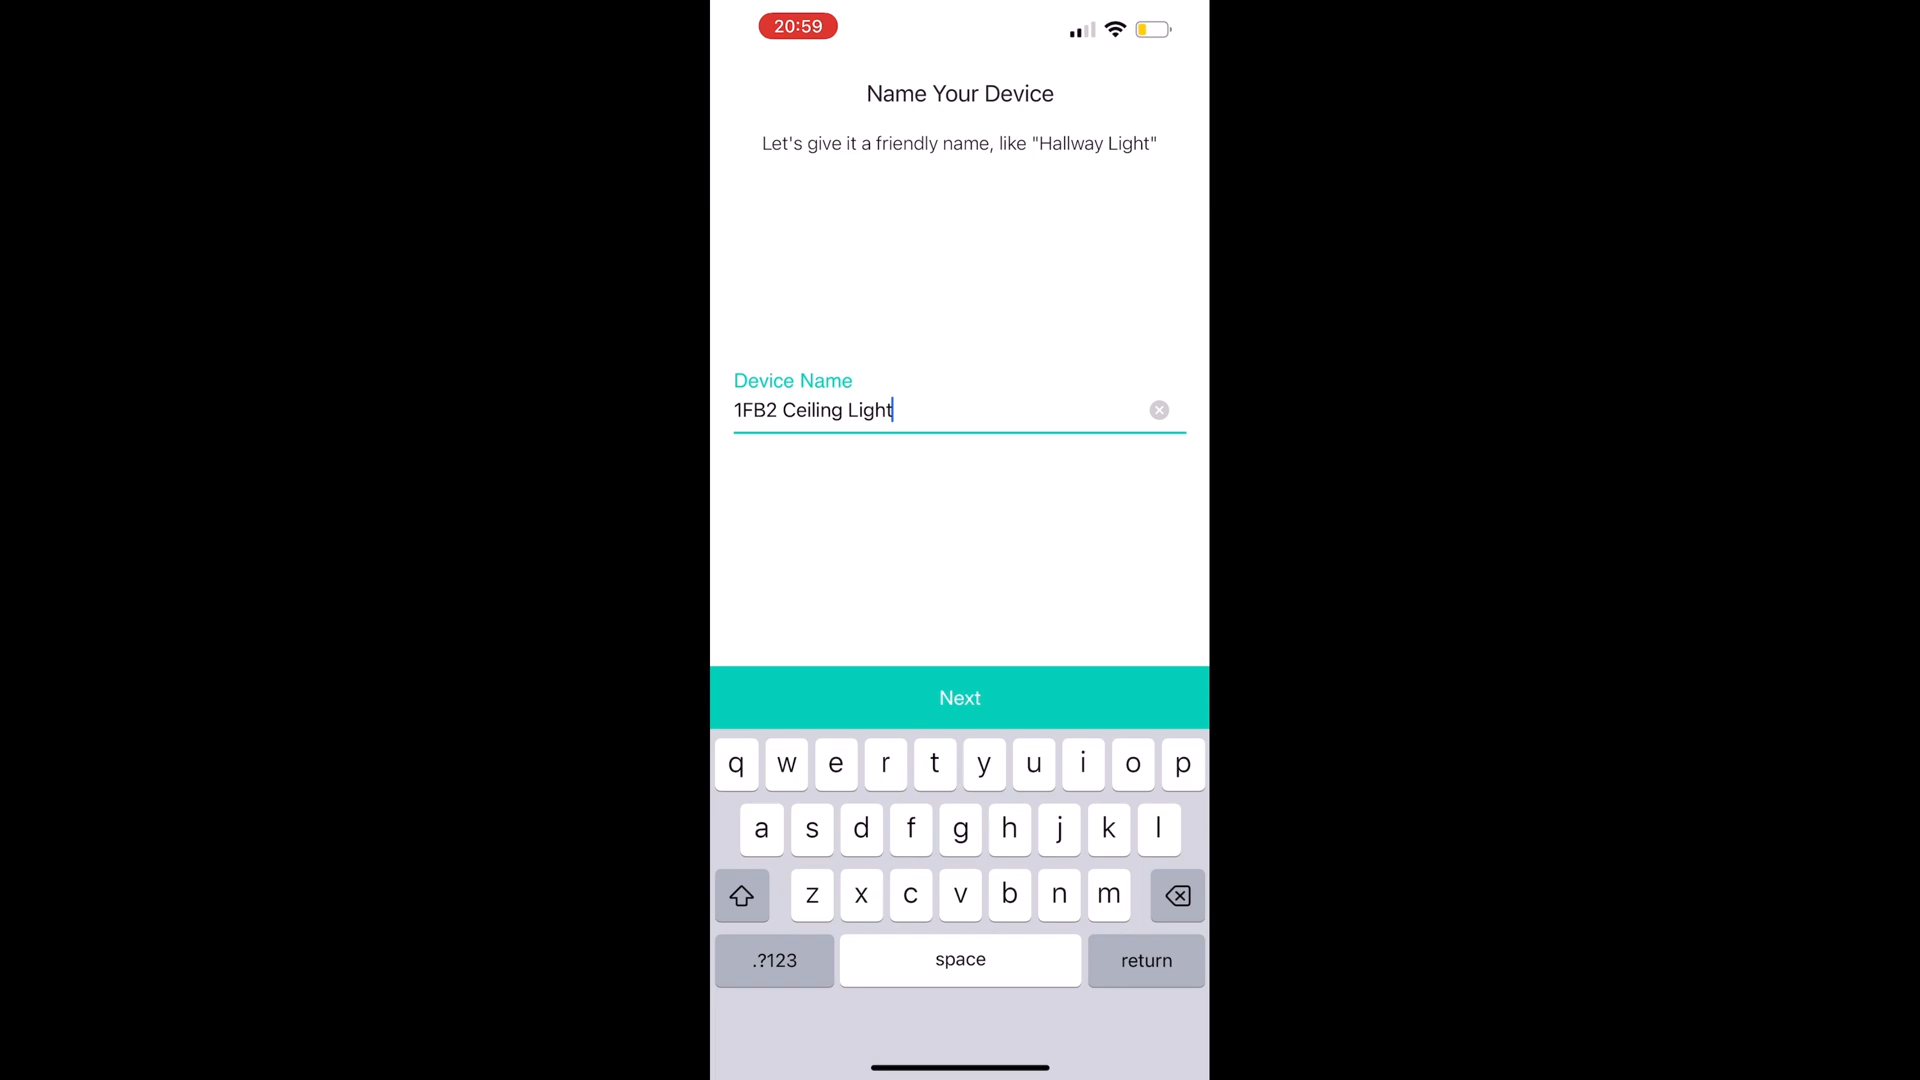 20:59
Name Your Device
Let's give it a friendly name, like "Hallway Light"
Device Name
1FB2 Ceiling Light
Next
q w e r t y u i o p
a s d f g h j k l
z x c v b n m
.?123 space return